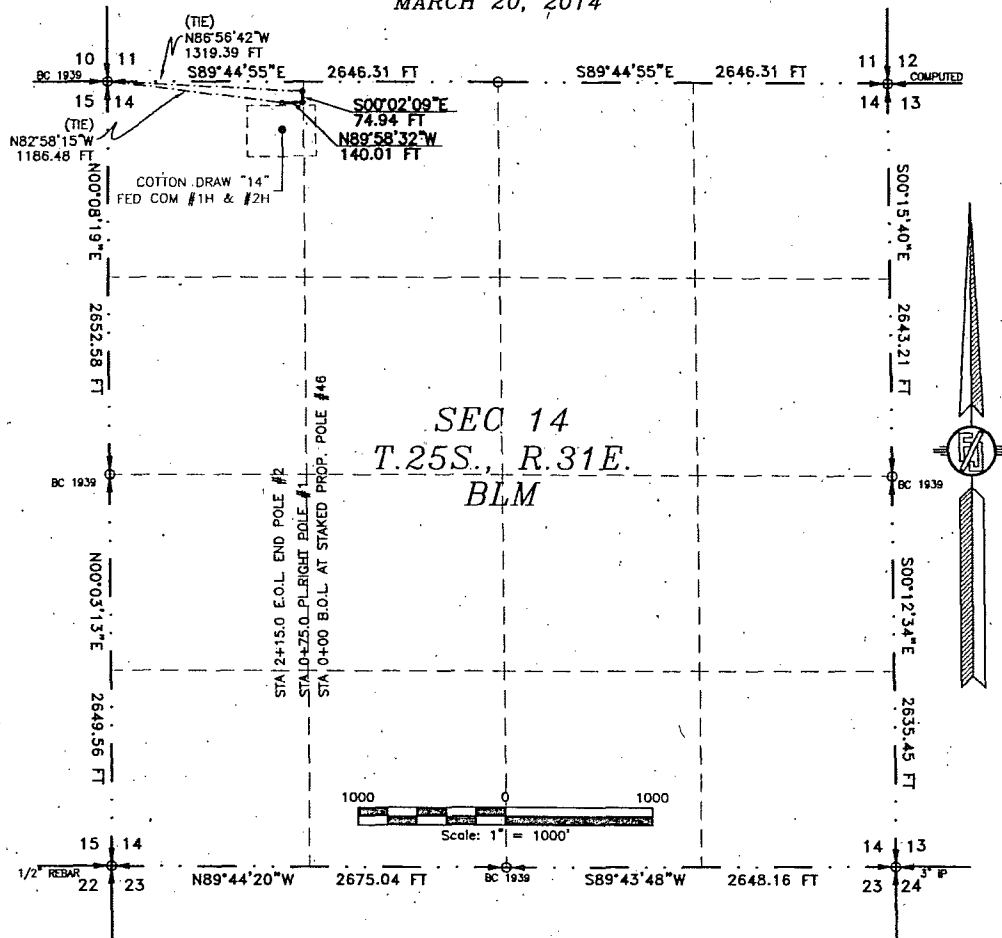 MARCH 20, 2014
(TIE)
N86°56'42"W
1319.39 FT
10 11
BC 1939
15 14
S89°44'55"E 2646.31 FT
S89°44'55"E 2646.31 FT
11 12
COMPUTED
14 13
(TIE)
N82°58'15"W
1186.48 FT
S00°02'09"E
74.94 FT
N89°58'32"W
140.01 FT
COTTON DRAW "14"
FED COM #1H & #2H
N00°08'19"E 2652.58 FT
S00°15'40"E 2643.21 FT
SEC 14
T.25S., R.31E.
BLM
BC 1939
BC 1939
STA 2+15.0 E.O.L END POLE #2
STA 0+75.0 P.I.RIGHT POLE #1
STA 0+00 B.O.L. AT STAKED PROP. POLE #46
N00°03'13"E 2649.56 FT
S00°12'34"E 2635.45 FT
1000 0 1000
Scale: 1" = 1000'
15 14
1/2" REBAR
22 23
N89°44'20"W 2675.04 FT
BC 1939
S89°43'48"W 2648.16 FT
14 13
3" IP
23 24